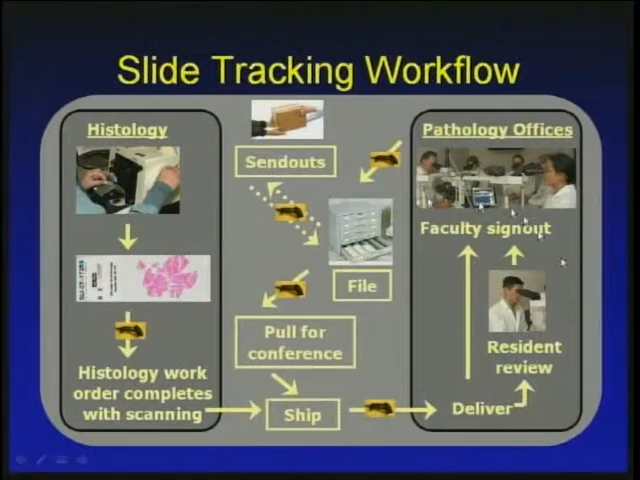 Slide Tracking Workflow
Histology
Histology work
order completes
with scanning
Sendouts
File
Pull for
conference
Ship
Pathology Offices
Faculty signout
Resident
review
Deliver